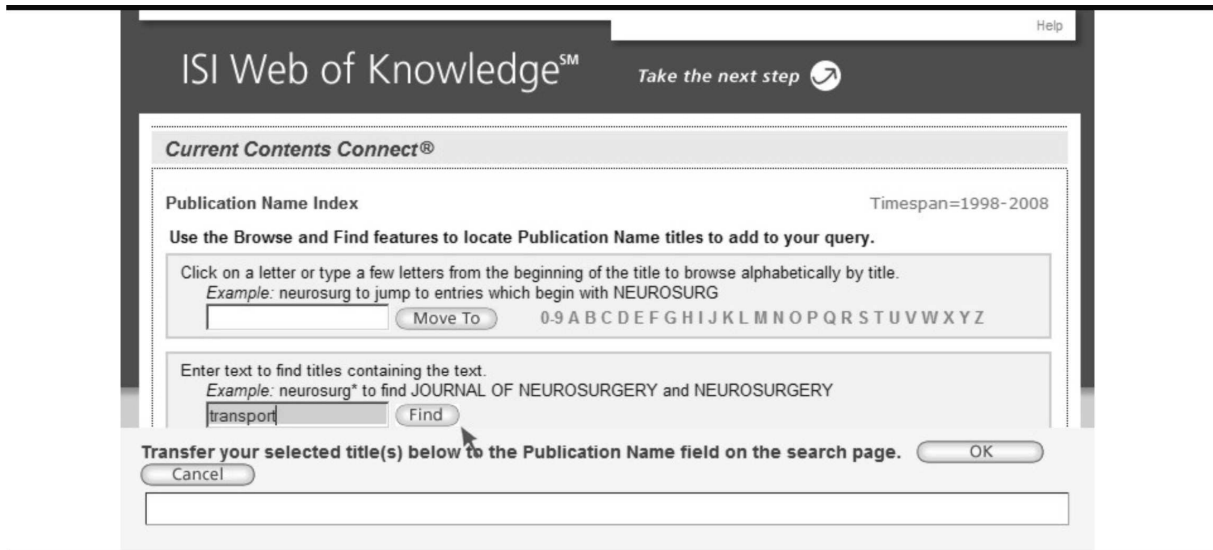 Help
ISI Web of Knowledge℠ Take the next step
Current Contents Connect®
Publication Name Index Timespan=1998-2008
Use the Browse and Find features to locate Publication Name titles to add to your query.
Click on a letter or type a few letters from the beginning of the title to browse alphabetically by title.
Example: neurosurg to jump to entries which begin with NEUROSURG
Move To 0-9 A B C D E F G H I J K L M N O P Q R S T U V W X Y Z
Enter text to find titles containing the text.
Example: neurosurg* to find JOURNAL OF NEUROSURGERY and NEUROSURGERY
transport Find
Transfer your selected title(s) below to the Publication Name field on the search page. OK
Cancel